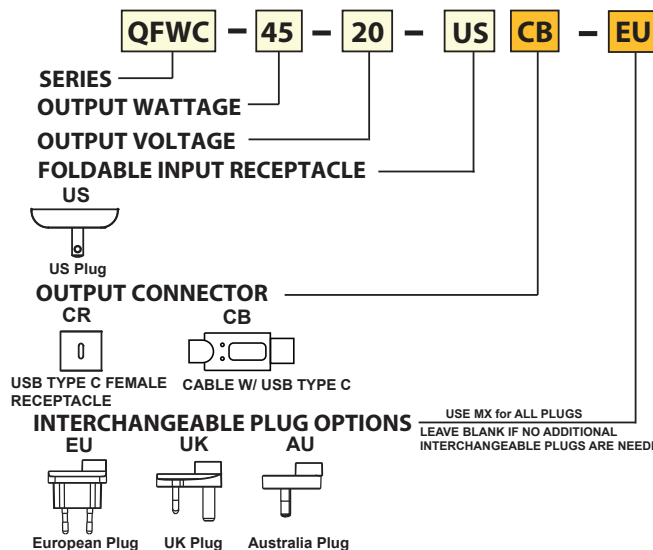 QFWC - 45 - 20 - US CB - EU
SERIES
OUTPUT WATTAGE
OUTPUT VOLTAGE
FOLDABLE INPUT RECEPTACLE
US
US Plug
OUTPUT CONNECTOR
CR CB
USB TYPE C FEMALE RECEPTACLE
CABLE W/ USB TYPE C
INTERCHANGEABLE PLUG OPTIONS
USE MX for ALL PLUGS
LEAVE BLANK IF NO ADDITIONAL
INTERCHANGEABLE PLUGS ARE
EU UK AU
European Plug UK Plug Australia Plug